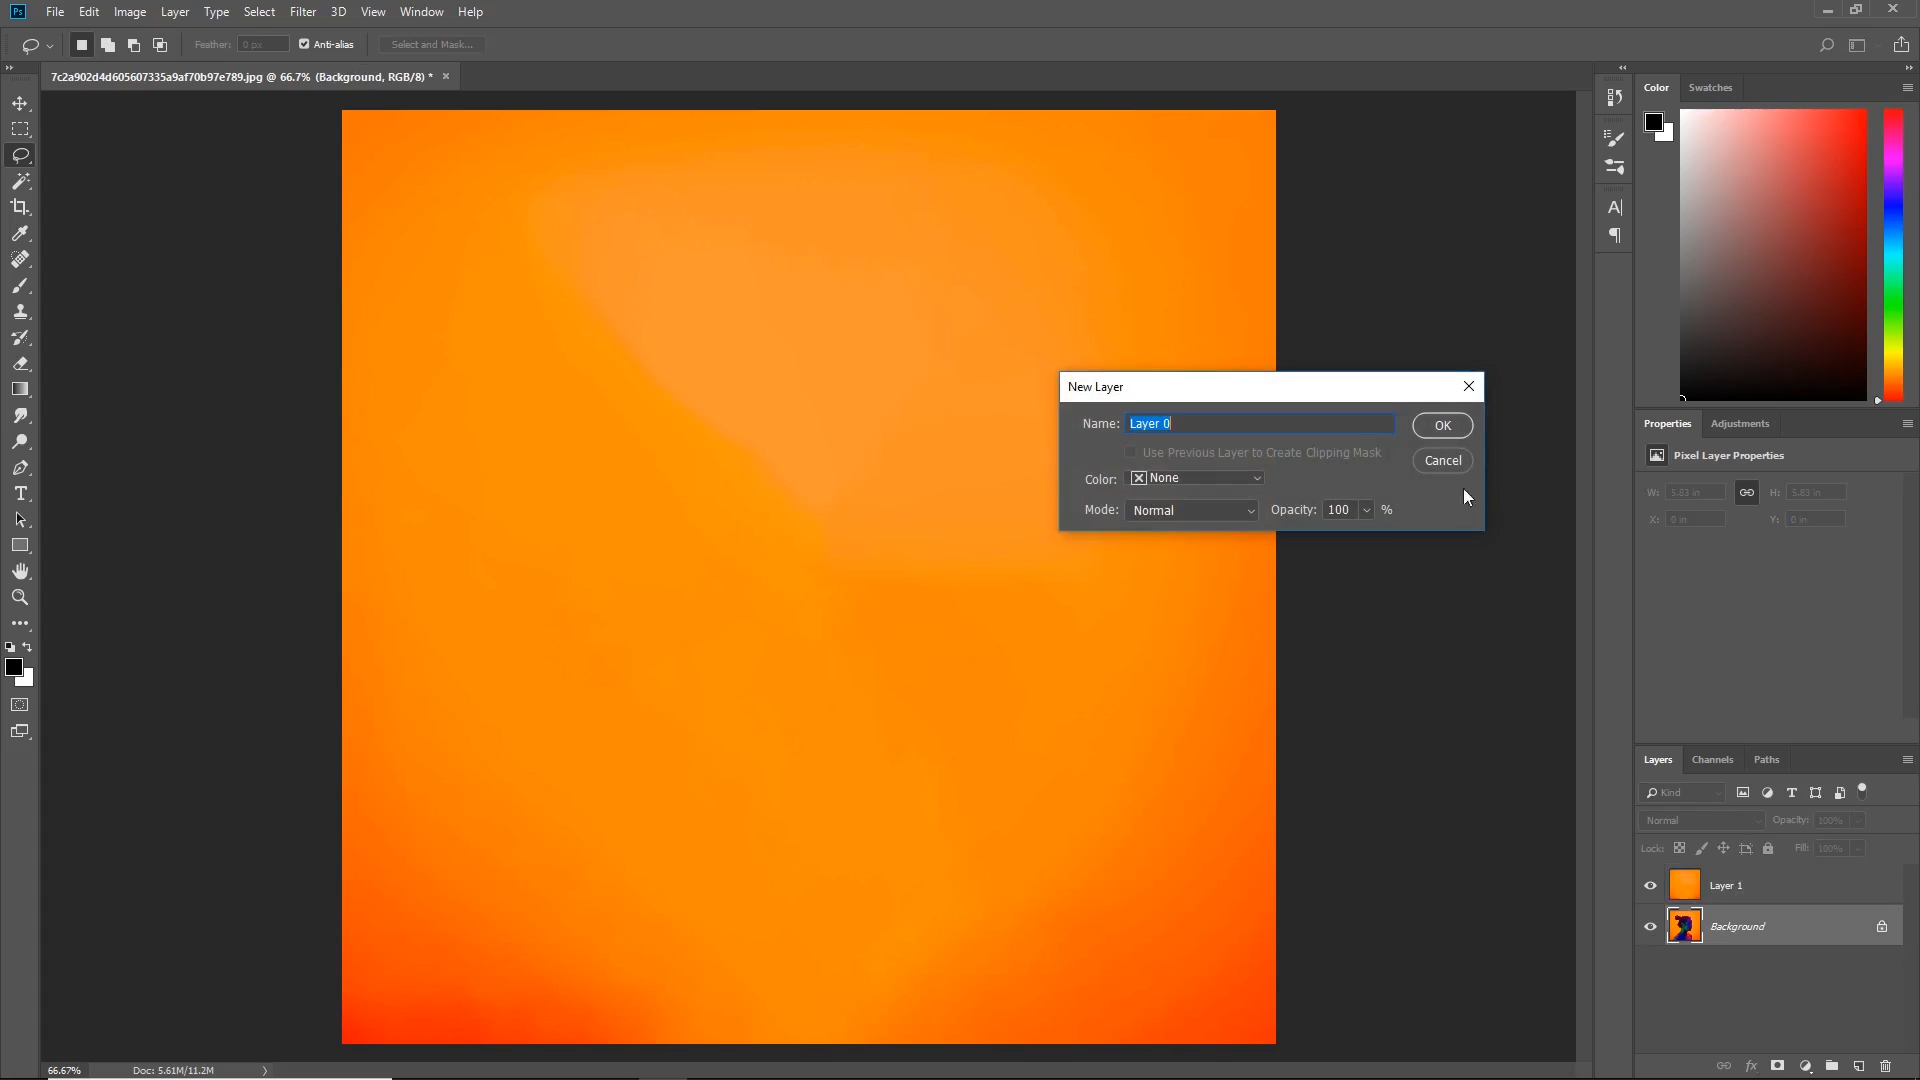 Ps File Edit Image Layer Type Select Filter 3D View Window Help
Feather: 0 px Anti-alias Select and Mask...
7c2a902d4d605607335a9af70b97e789.jpg @ 66.7% (Background, RGB/8) *
Color Swatches
New Layer
Name: Layer 0 OK
Use Previous Layer to Create Clipping Mask
Cancel
Color: None
Mode: Normal Opacity: 100 %
Properties Adjustments
Pixel Layer Properties
W: 5.83 in H: 5.83 in
X: 0 in Y: 0 in
Layers Channels Paths
Kind
Normal Opacity: 100%
Lock: Fill: 100%
Layer 1
Background
fx
66.67% Doc: 5.61M/11.2M